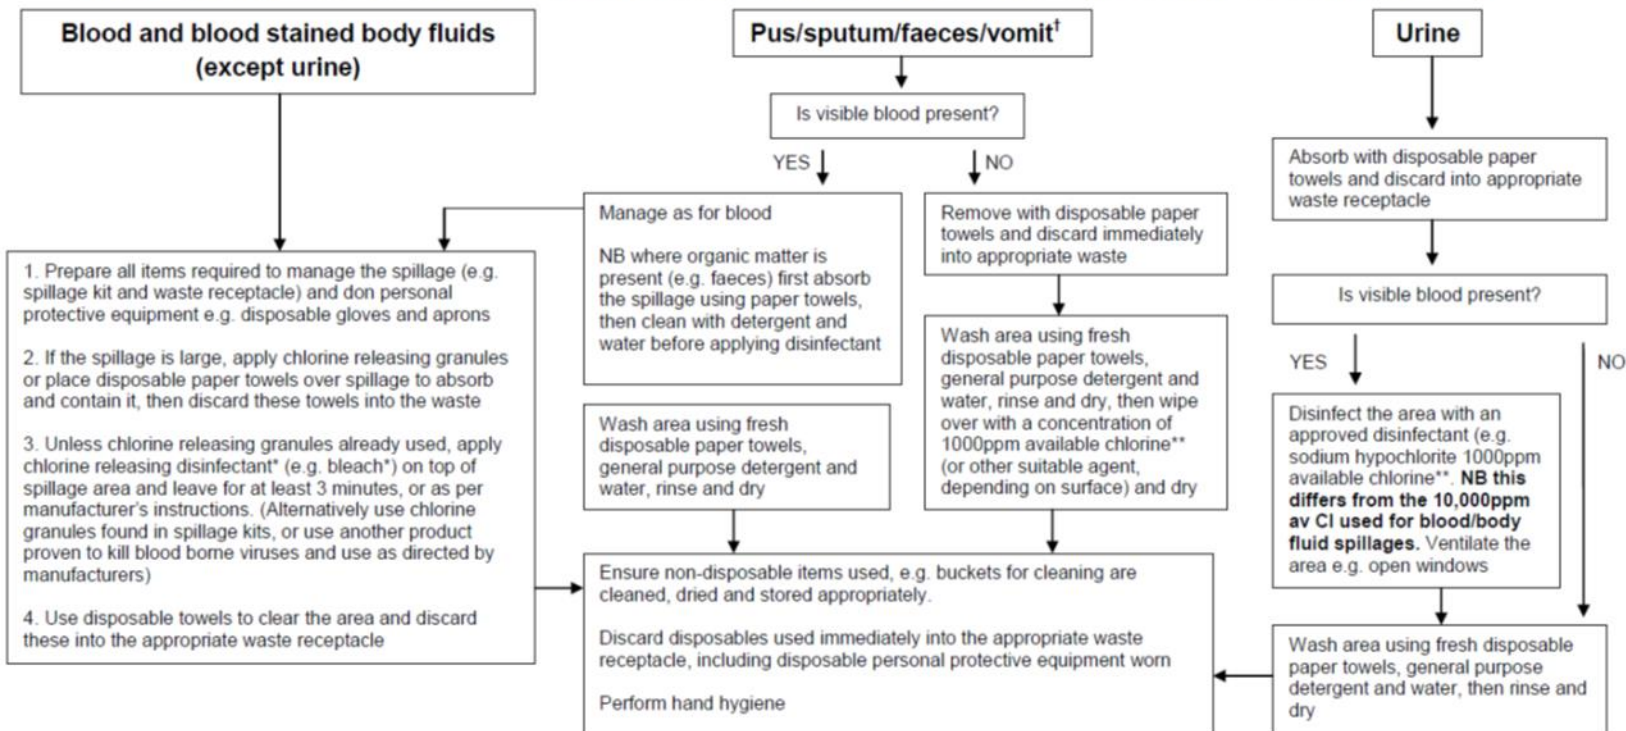 Blood and blood stained body fluids
(except urine)
1. Prepare all items required to manage the spillage (e.g.
spillage kit and waste receptacle) and don personal
protective equipment e.g. disposable gloves and aprons
2. If the spillage is large, apply chlorine releasing granules
or place disposable paper towels over spillage to absorb
and contain it, then discard these towels into the waste
3. Unless chlorine releasing granules already used, apply
chlorine releasing disinfectant* (e.g. bleach*) on top of
spillage area and leave for at least 3 minutes, or as per
manufacturer's instructions. (Alternatively use chlorine
granules found in spillage kits, or use another product
proven to kill blood borne viruses and use as directed by
manufacturers)
4. Use disposable towels to clear the area and discard
these into the appropriate waste receptacle
Pus/sputum/faeces/vomit†
Is visible blood present?
YES
NO
Manage as for blood
NB where organic matter is
present (e.g. faeces) first absorb
the spillage using paper towels,
then clean with detergent and
water before applying disinfectant
Wash area using fresh
disposable paper towels,
general purpose detergent and
water, rinse and dry
Remove with disposable paper
towels and discard immediately
into appropriate waste
Wash area using fresh
disposable paper towels,
general purpose detergent and
water, rinse and dry, then wipe
over with a concentration of
1000ppm available chlorine**
(or other suitable agent,
depending on surface) and dry
Ensure non-disposable items used, e.g. buckets for cleaning are
cleaned, dried and stored appropriately.
Discard disposables used immediately into the appropriate waste
receptacle, including disposable personal protective equipment worn
Perform hand hygiene
Urine
Absorb with disposable paper
towels and discard into appropriate
waste receptacle
Is visible blood present?
YES
NO
Disinfect the area with an
approved disinfectant (e.g.
sodium hypochlorite 1000ppm
available chlorine**. NB this
differs from the 10,000ppm
av Cl used for blood/body
fluid spillages. Ventilate the
area e.g. open windows
Wash area using fresh disposable
paper towels, general purpose
detergent and water, then rinse and
dry